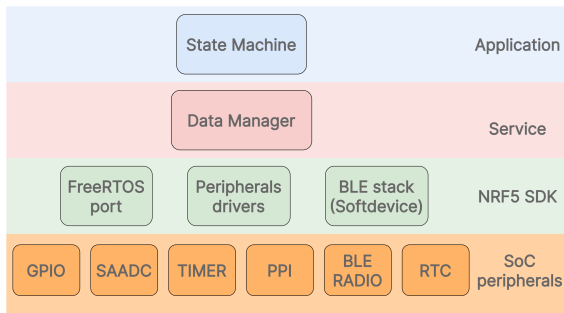 State Machine
Application
Data Manager
Service
FreeRTOS
port
Peripherals
drivers
BLE stack
(Softdevice)
NRF5 SDK
GPIO
SAADC
TIMER
PPI
BLE
RADIO
RTC
SoC
peripherals